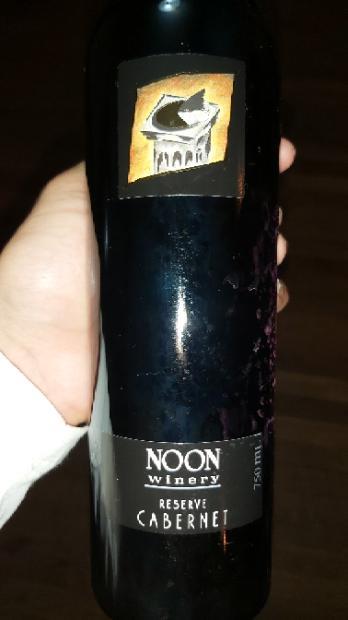 NOON
winery
RESERVE
CABERNET
750 ml